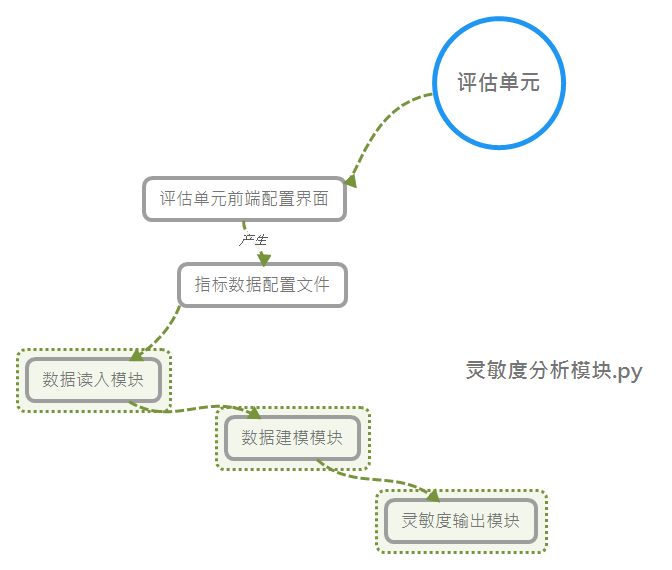 评估单元
评估单元前端配置界面
产生
指标数据配置文件
灵敏度分析模块.py
数据读入模块
数据建模模块
灵敏度输出模块